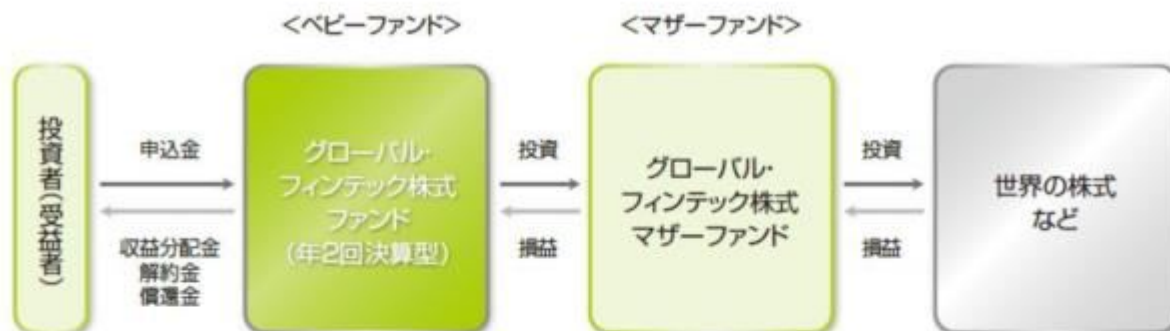 <ベビーファンド>
<マザーファンド>
投資者(受益者)
申込金
収益分配金
解約金
償還金
グローバル・
フィンテック株式
ファンド
(年2回決算型)
投資
損益
グローバル・
フィンテック株式
マザーファンド
投資
損益
世界の株式
など